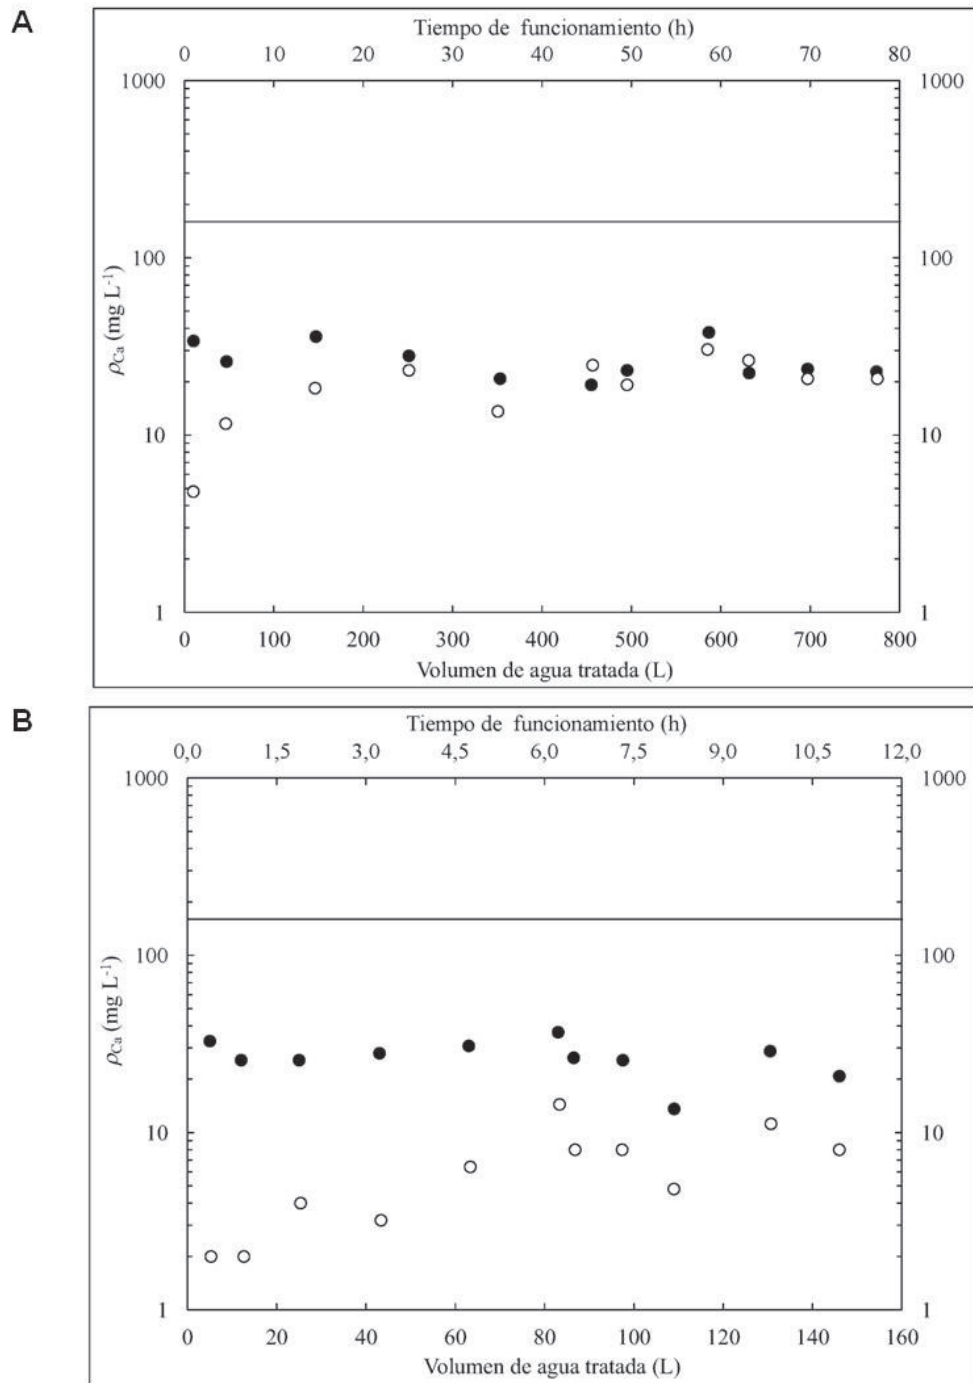 A
Tiempo de funcionamiento (h)
0 10 20 30 40 50 60 70 80
1000 1000
100 100
ρCa (mg L-1)
10 10
1 1
0 100 200 300 400 500 600 700 800
Volumen de agua tratada (L)
B
Tiempo de funcionamiento (h)
0,0 1,5 3,0 4,5 6,0 7,5 9,0 10,5 12,0
1000 1000
100 100
ρCa (mg L-1)
10 10
1 1
0 20 40 60 80 100 120 140 160
Volumen de agua tratada (L)